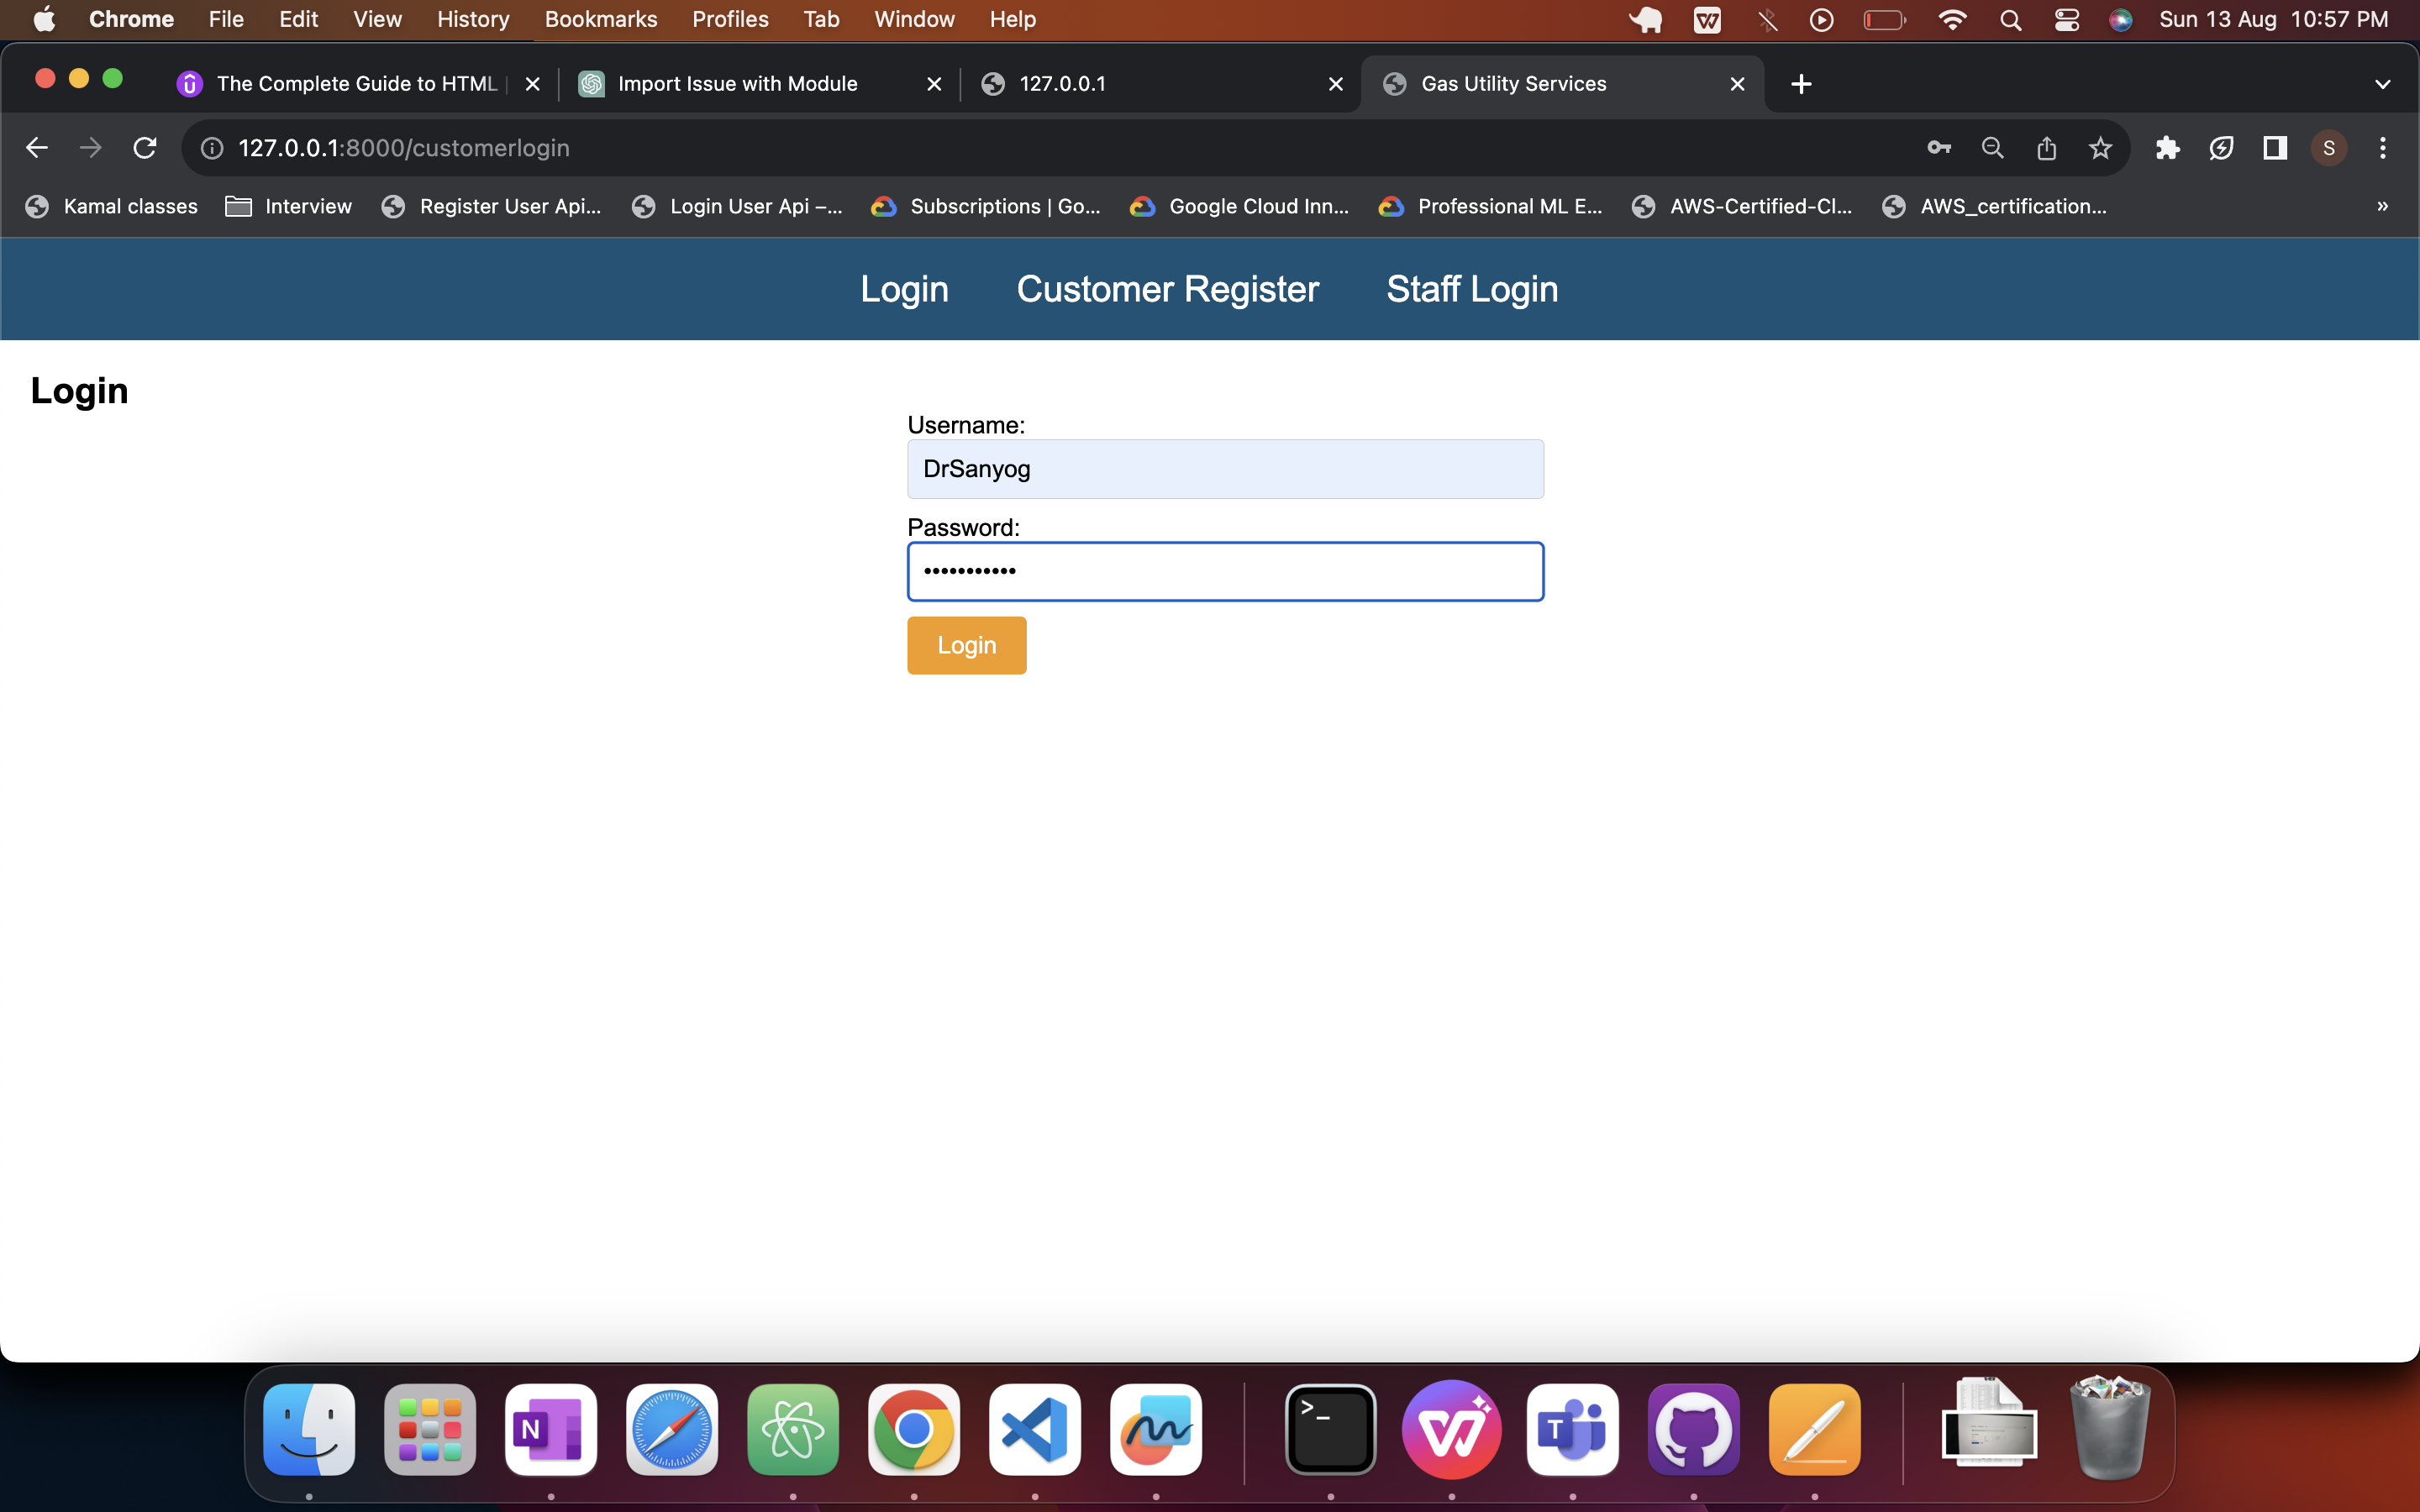 Chrome File Edit View History Bookmarks Profiles Tab Window Help Sun 13 Aug 10:57 PM
The Complete Guide to HTML Import Issue with Module 127.0.0.1 Gas Utility Services
127.0.0.1:8000/customerlogin S
Kamal classes Interview Register User Api... Login User Api –... Subscriptions | Go... Google Cloud Inn... Professional ML E... AWS-Certified-Cl... AWS_certification... »
Login Customer Register Staff Login
Login
Username:
DrSanyog
Password:
•••••••••••
Login
N >_ W T